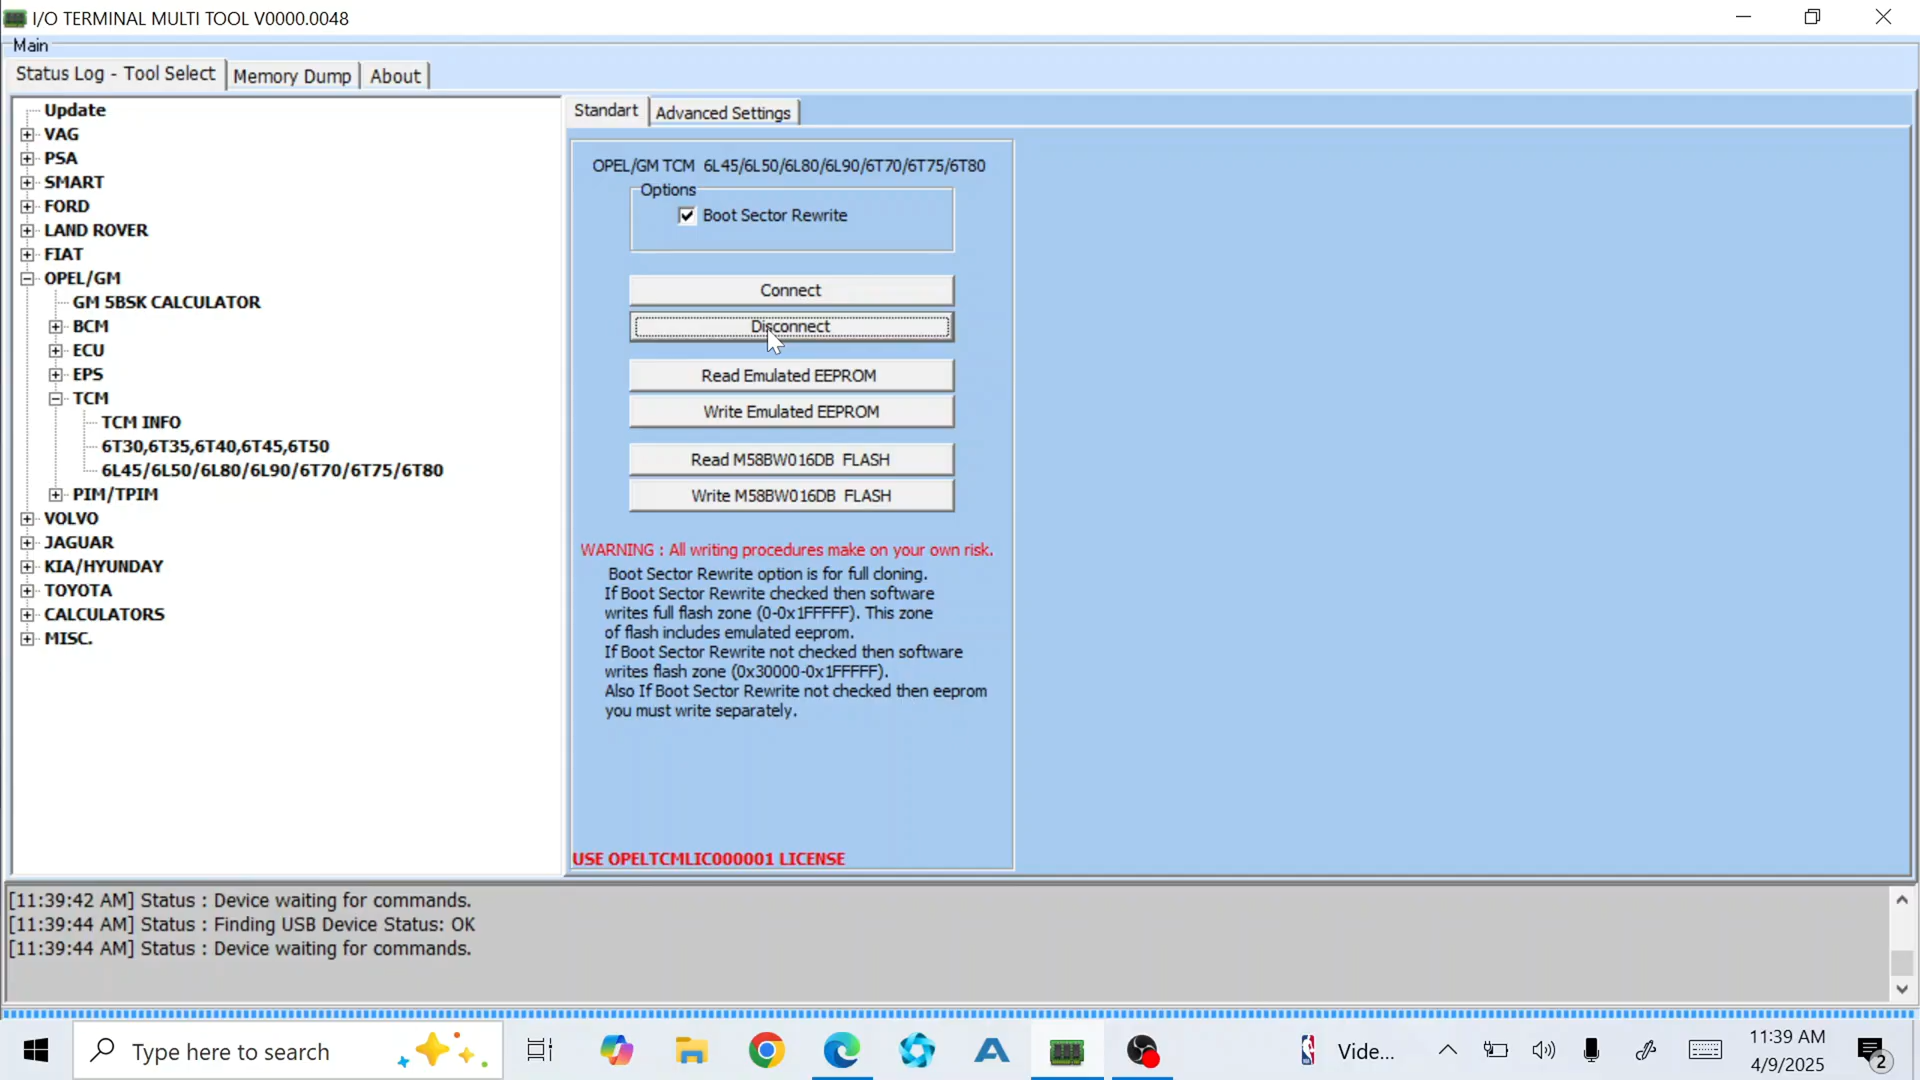 I/O TERMINAL MULTI TOOL V0000.0048
Main
Status Log - Tool Select
Memory Dump
About
Update
VAG
PSA
SMART
FORD
LAND ROVER
FIAT
OPEL/GM
GM 5BSK CALCULATOR
BCM
ECU
EPS
TCM
TCM INFO
6T30,6T35,6T40,6T45,6T50
6L45/6L50/6L80/6L90/6T70/6T75/6T80
PIM/TPIM
VOLVO
JAGUAR
KIA/HYUNDAY
TOYOTA
CALCULATORS
MISC.
Standart
Advanced Settings
OPEL/GM TCM 6L45/6L50/6L80/6L90/6T70/6T75/6T80
Options
Boot Sector Rewrite
Connect
Disconnect
Read Emulated EEPROM
Write Emulated EEPROM
Read M58BW016DB FLASH
Write M58BW016DB FLASH
WARNING : All writing procedures make on your own risk.
Boot Sector Rewrite option is for full cloning.
If Boot Sector Rewrite checked then software
writes full flash zone (0-0x1FFFFF). This zone
of flash includes emulated eeprom.
If Boot Sector Rewrite not checked then software
writes flash zone (0x30000-0x1FFFFF).
Also If Boot Sector Rewrite not checked then eeprom
you must write separately.
USE OPELTCMLIC000001 LICENSE
[11:39:42 AM] Status : Device waiting for commands.
[11:39:44 AM] Status : Finding USB Device Status: OK
[11:39:44 AM] Status : Device waiting for commands.
Type here to search
Vide...
11:39 AM
4/9/2025
2